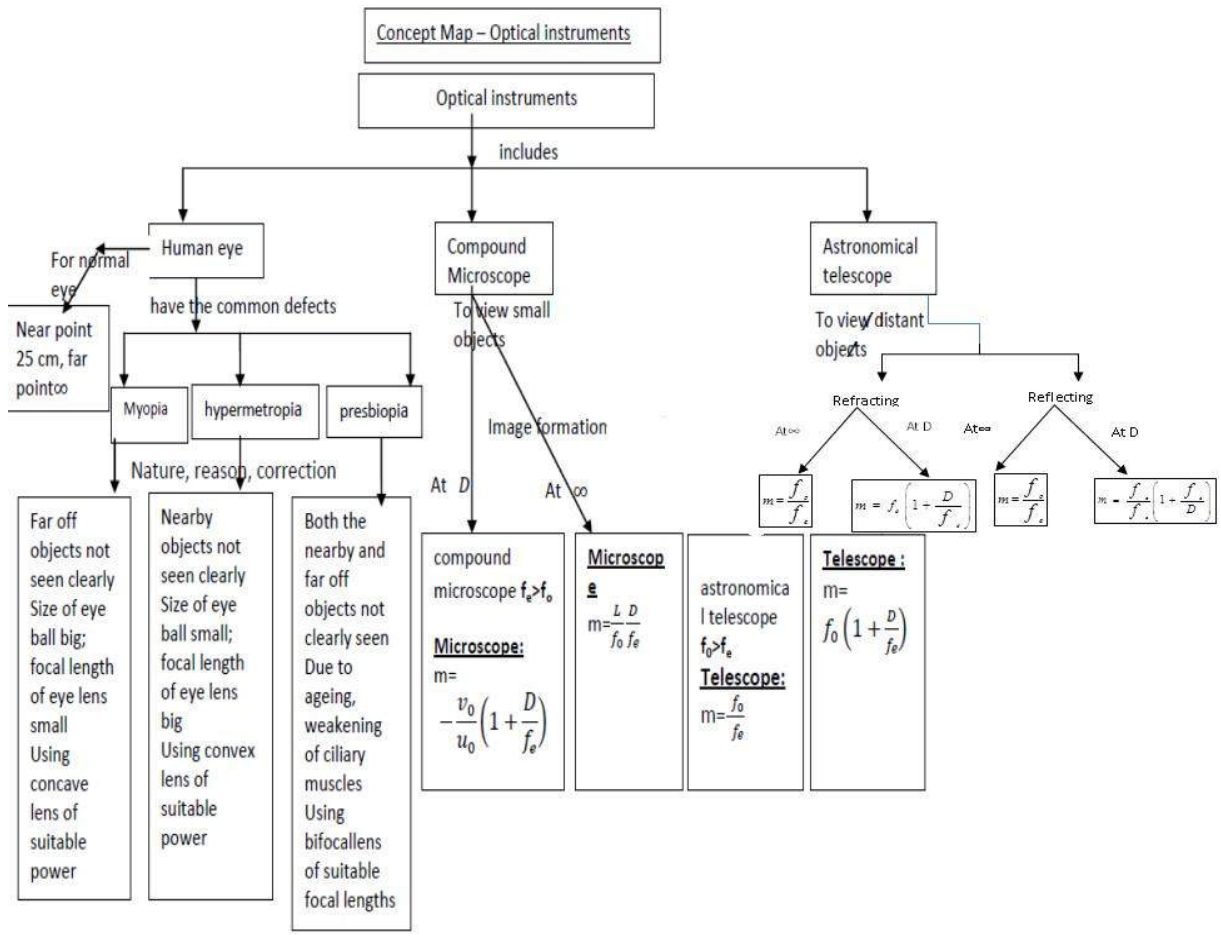 Concept Map – Optical instruments
Optical instruments
includes
Human eye
For normal
eye
Near point
25 cm, far
point∞
have the common defects
Myopia
hypermetropia
presbiopia
Nature, reason, correction
Far off
objects not
seen clearly
Size of eye
ball big;
focal length
of eye lens
small
Using
concave
lens of
suitable
power
Nearby
objects not
seen clearly
Size of eye
ball small;
focal length
of eye lens
big
Using convex
lens of
suitable
power
Both the
nearby and
far off
objects not
clearly seen
Due to
ageing,
weakening
of ciliary
muscles
Using
bifocallens
of suitable
focal lengths
Compound
Microscope
To view small
objects
Image formation
At D
At ∞
compound
microscope fe>fo
Microscope:
m=
-v0/u0(1+D/fe)
Microscop
e
m=L/f0 D/fe
Astronomical
telescope
To view distant
objects
Refracting
Reflecting
At∞
At D
At∞
At D
m = f /f
m = f (1 + D/f )
m = f /f
m = f /f (1 + f /D)
astronomica
l telescope
f0>fe
Telescope:
m=f0/fe
Telescope :
m=
f0(1+D/fe)